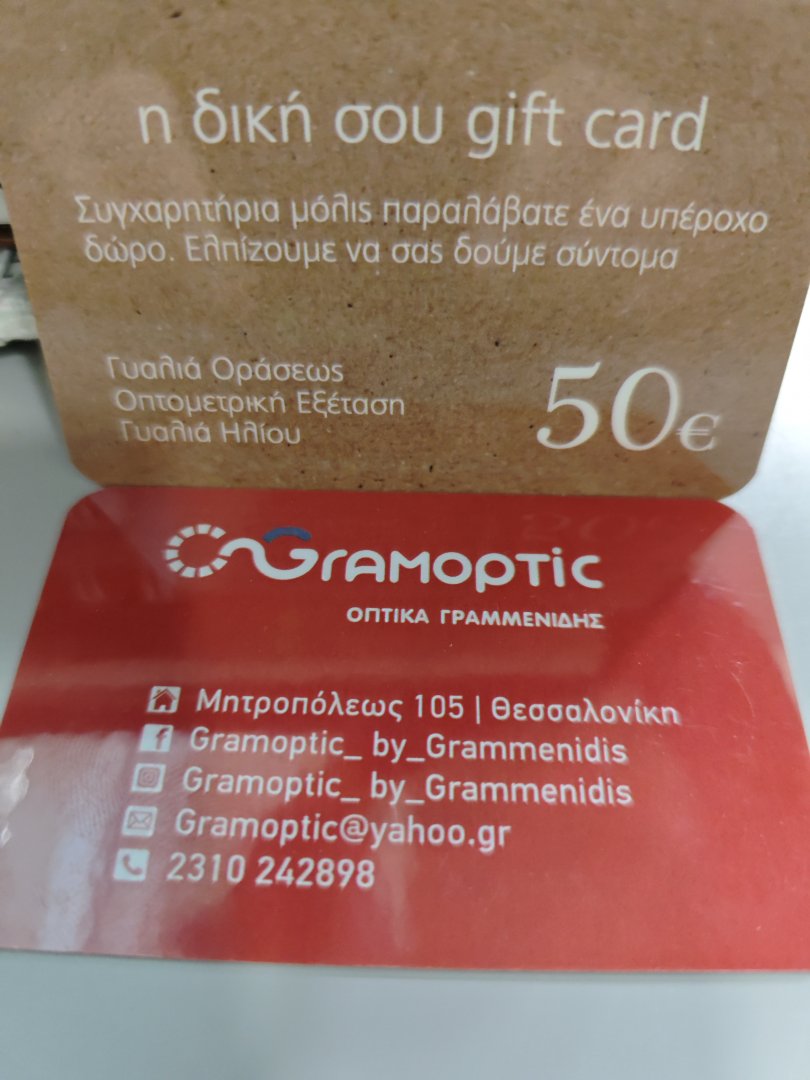 η δική σου gift card
Συγχαρητήρια μόλις παραλάβατε ένα υπέροχο
δώρο. Ελπίζουμε να σας δούμε σύντομα
Γυαλιά Οράσεως
Οπτομετρική Εξέταση
Γυαλιά Ηλίου
50€
Gramoptic
ΟΠΤΙΚΑ ΓΡΑΜΜΕΝΙΔΗΣ
Μητροπόλεως 105 | Θεσσαλονίκη
Gramoptic_ by_Grammenidis
Gramoptic_ by_Grammenidis
Gramoptic@yahoo.gr
2310 242898